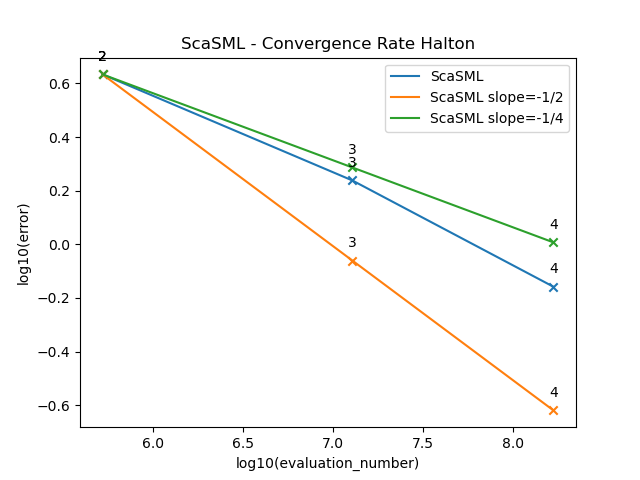 ScaSML - Convergence Rate Halton
2
ScaSML
ScaSML slope=-1/2
ScaSML slope=-1/4
0.6
0.4
0.2
0.0
−0.2
−0.4
−0.6
3
3
3
4
4
4
6.0 6.5 7.0 7.5 8.0
log10(error)
log10(evaluation_number)